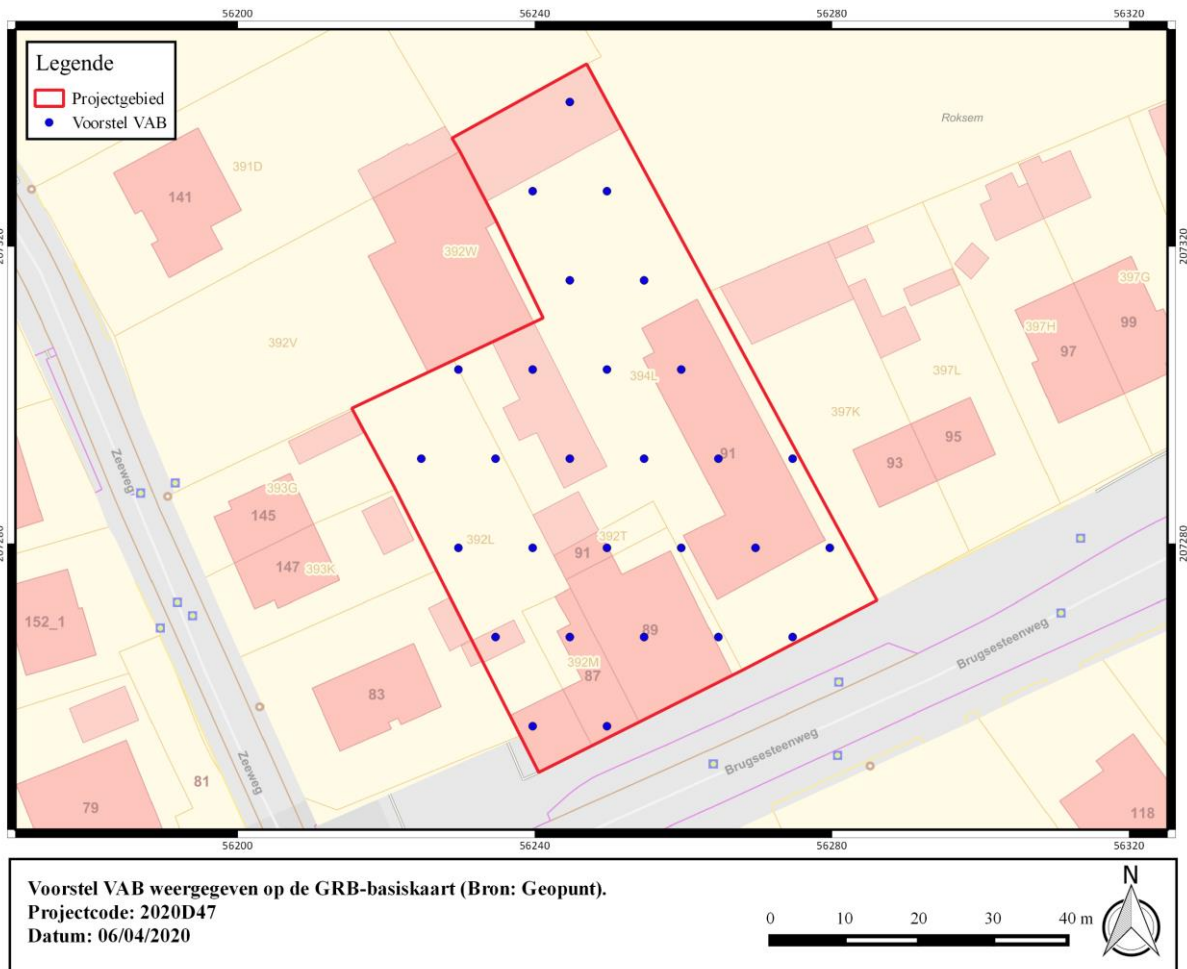 56200 56240 56280 56320
Legende
Projectgebied
Voorstel VAB
Roksem
391D
141
207320
207320
392W
397G
99
397H
97
392V
394L
397L
397K
95
93
91
Zeeweg
393G
145
392L
392T
207280
207280
91
147
393K
152_1
89
392M
87
83
Brugsesteenweg
Brugsesteenweg
Zeeweg
81
79
118
56200 56240 56280 56320
Voorstel VAB weergegeven op de GRB-basiskaart (Bron: Geopunt).
Projectcode: 2020D47
Datum: 06/04/2020
0 10 20 30 40 m
N